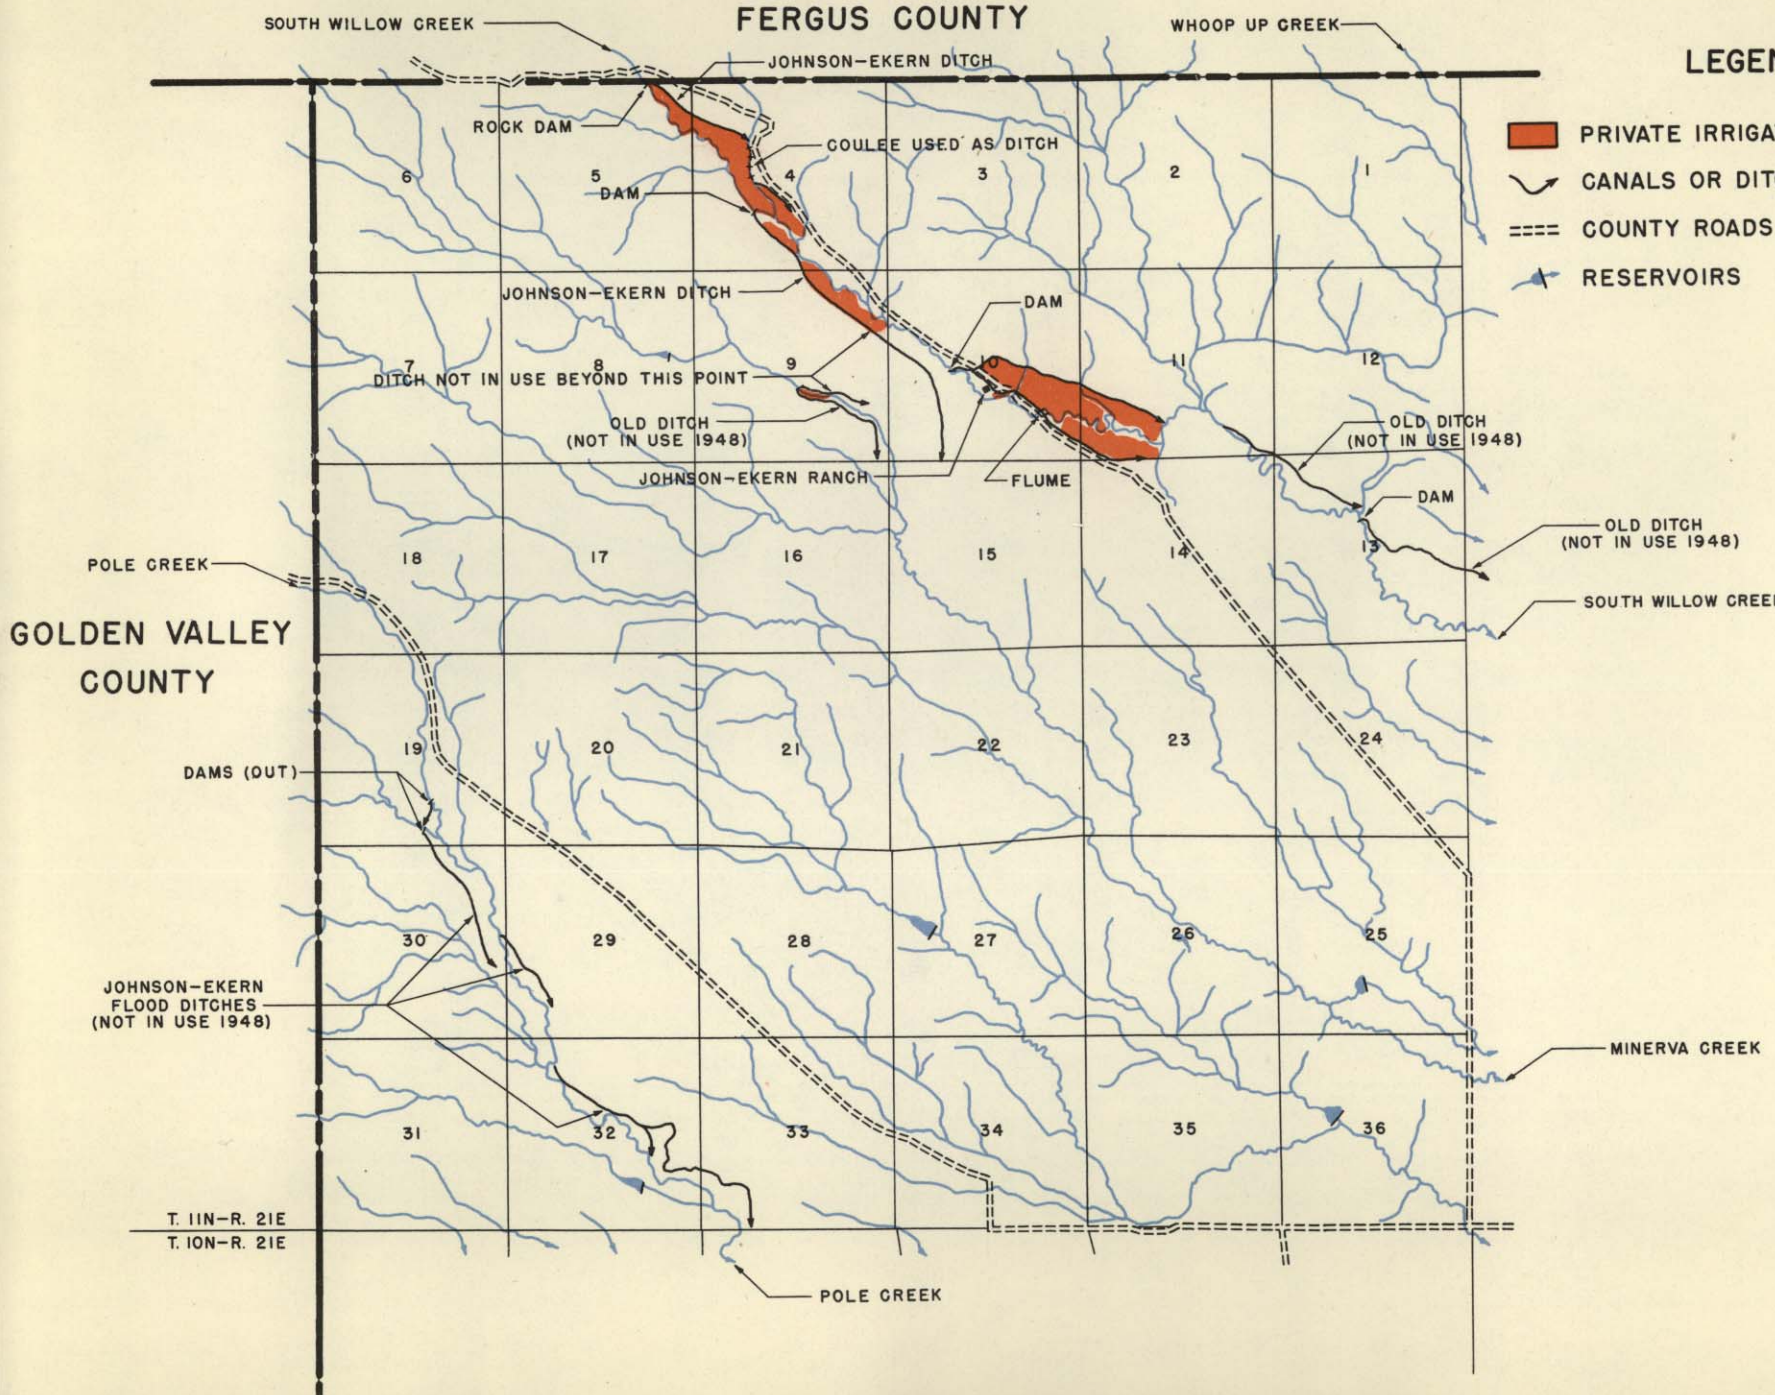 FERGUS COUNTY
SOUTH WILLOW CREEK
WHOOP UP CREEK
JOHNSON-EKERN DITCH
LEGEN
ROCK DAM
PRIVATE IRRIGA
COULEE USED AS DITCH
6
5
4
3
2
1
CANALS OR DIT
DAM
COUNTY ROADS
RESERVOIRS
JOHNSON-EKERN DITCH
DAM
7
8
9
10
11
12
DITCH NOT IN USE BEYOND THIS POINT
OLD DITCH
(NOT IN USE 1948)
OLD DITCH
(NOT IN USE 1948)
JOHNSON-EKERN RANCH
FLUME
DAM
OLD DITCH
(NOT IN USE 1948)
18
17
16
15
14
13
POLE CREEK
SOUTH WILLOW CREE
GOLDEN VALLEY
COUNTY
19
20
21
22
23
24
DAMS (OUT)
30
29
28
27
26
25
JOHNSON-EKERN
FLOOD DITCHES
(NOT IN USE 1948)
MINERVA CREEK
31
32
33
34
35
36
T. 11N-R. 21E
T. 10N-R. 21E
POLE CREEK